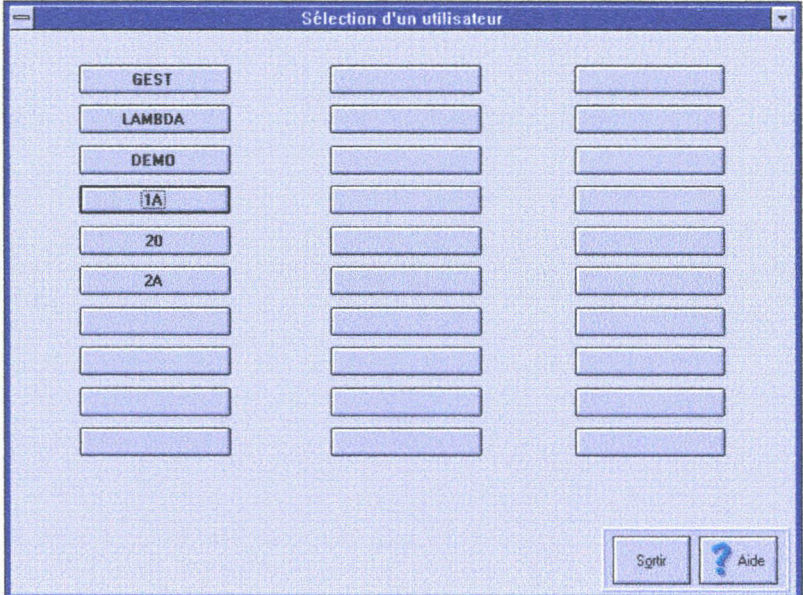 Sélection d'un utilisateur
GEST
LAMBDA
DEMO
1A
20
2A
Sortir
Aide